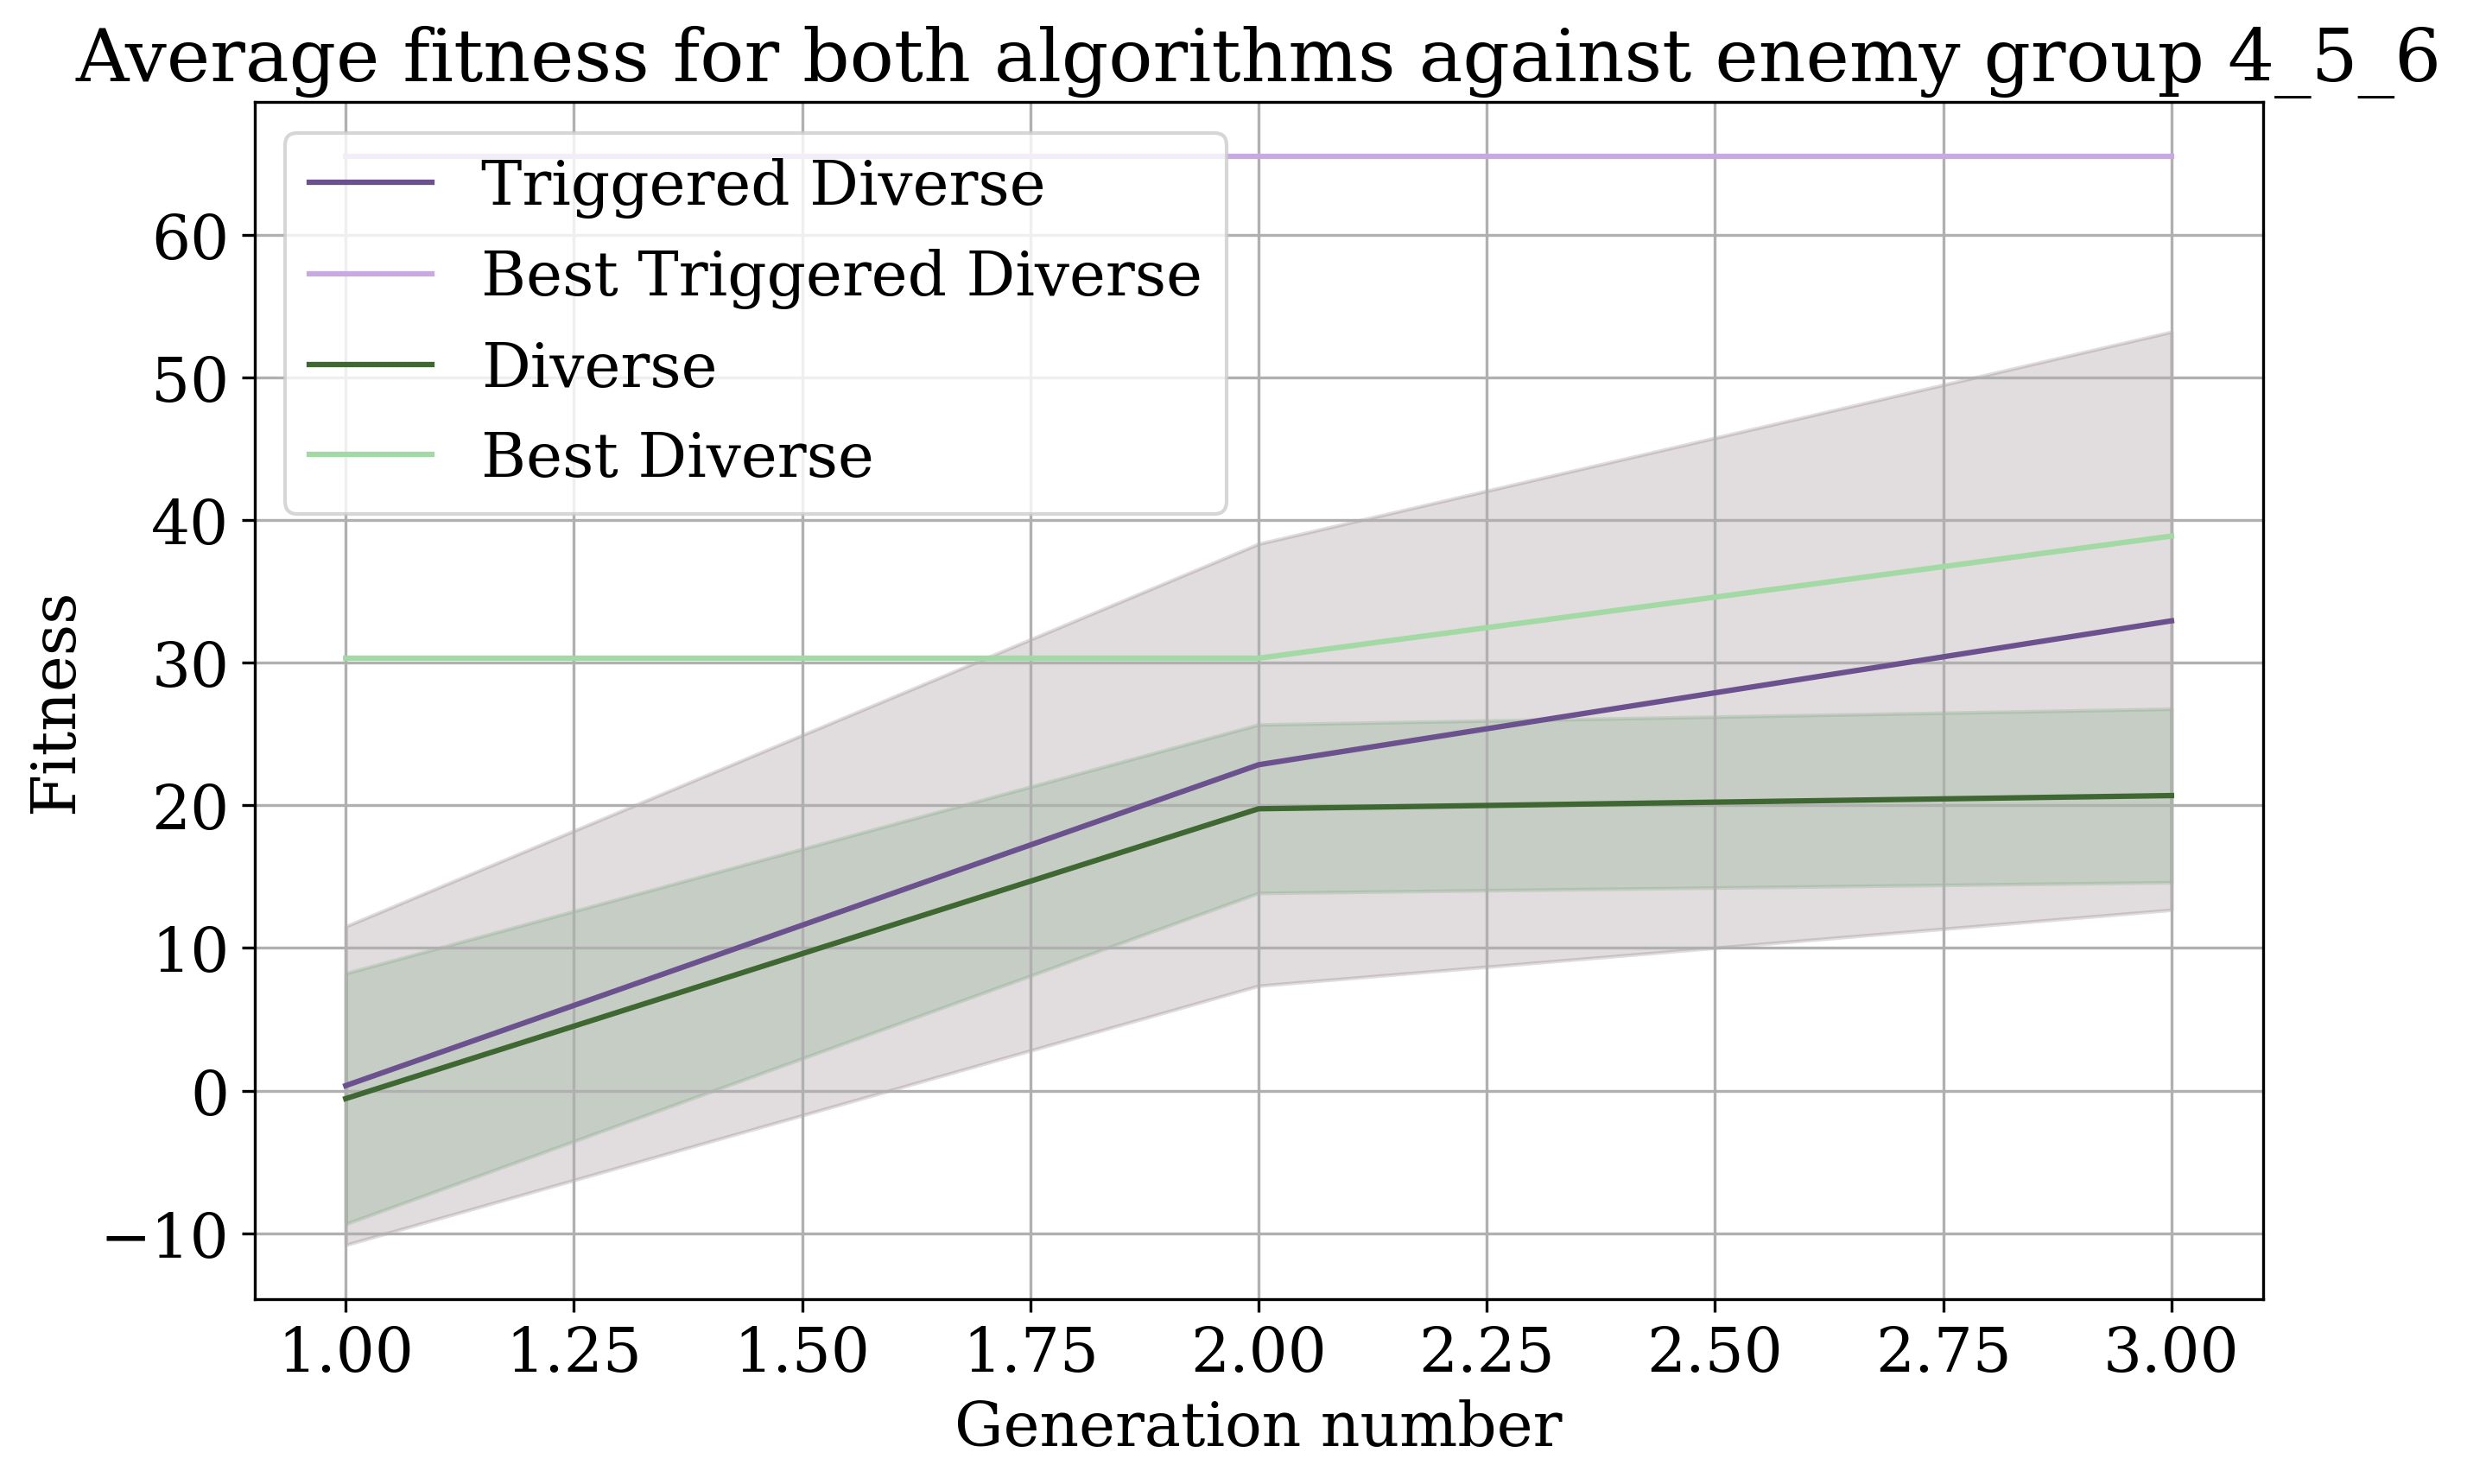 Average fitness for both algorithms against enemy group 4_5_6
Triggered Diverse
Best Triggered Diverse
Diverse
Best Diverse
Fitness
60
50
40
30
20
10
0
−10
1.00 1.25 1.50 1.75 2.00 2.25 2.50 2.75 3.00
Generation number